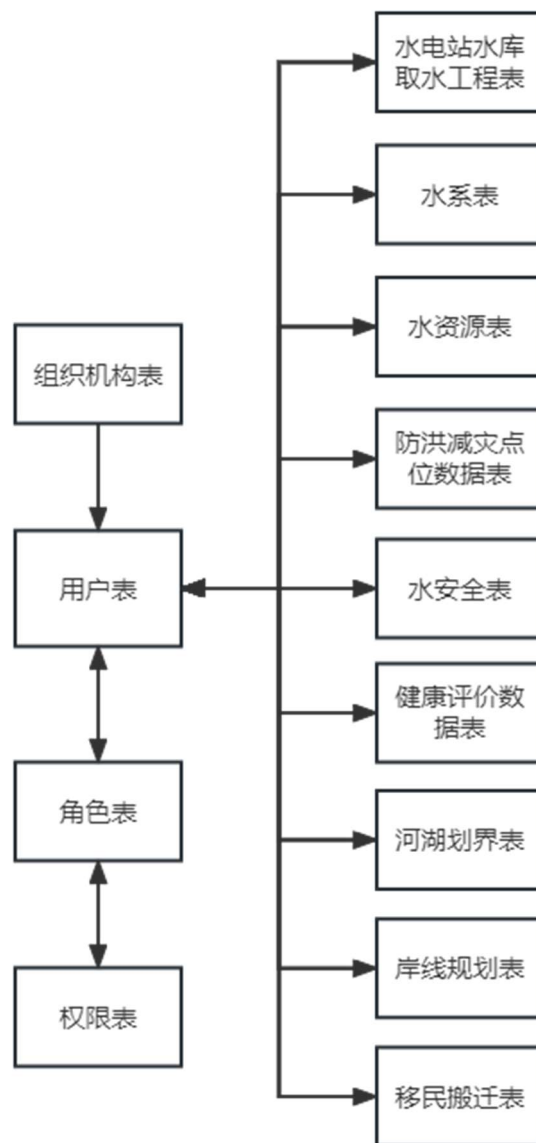 组织机构表
用户表
角色表
权限表
水电站水库
取水工程表
水系表
水资源表
防洪减灾点
位数据表
水安全表
健康评价数
据表
河湖划界表
岸线规划表
移民搬迁表